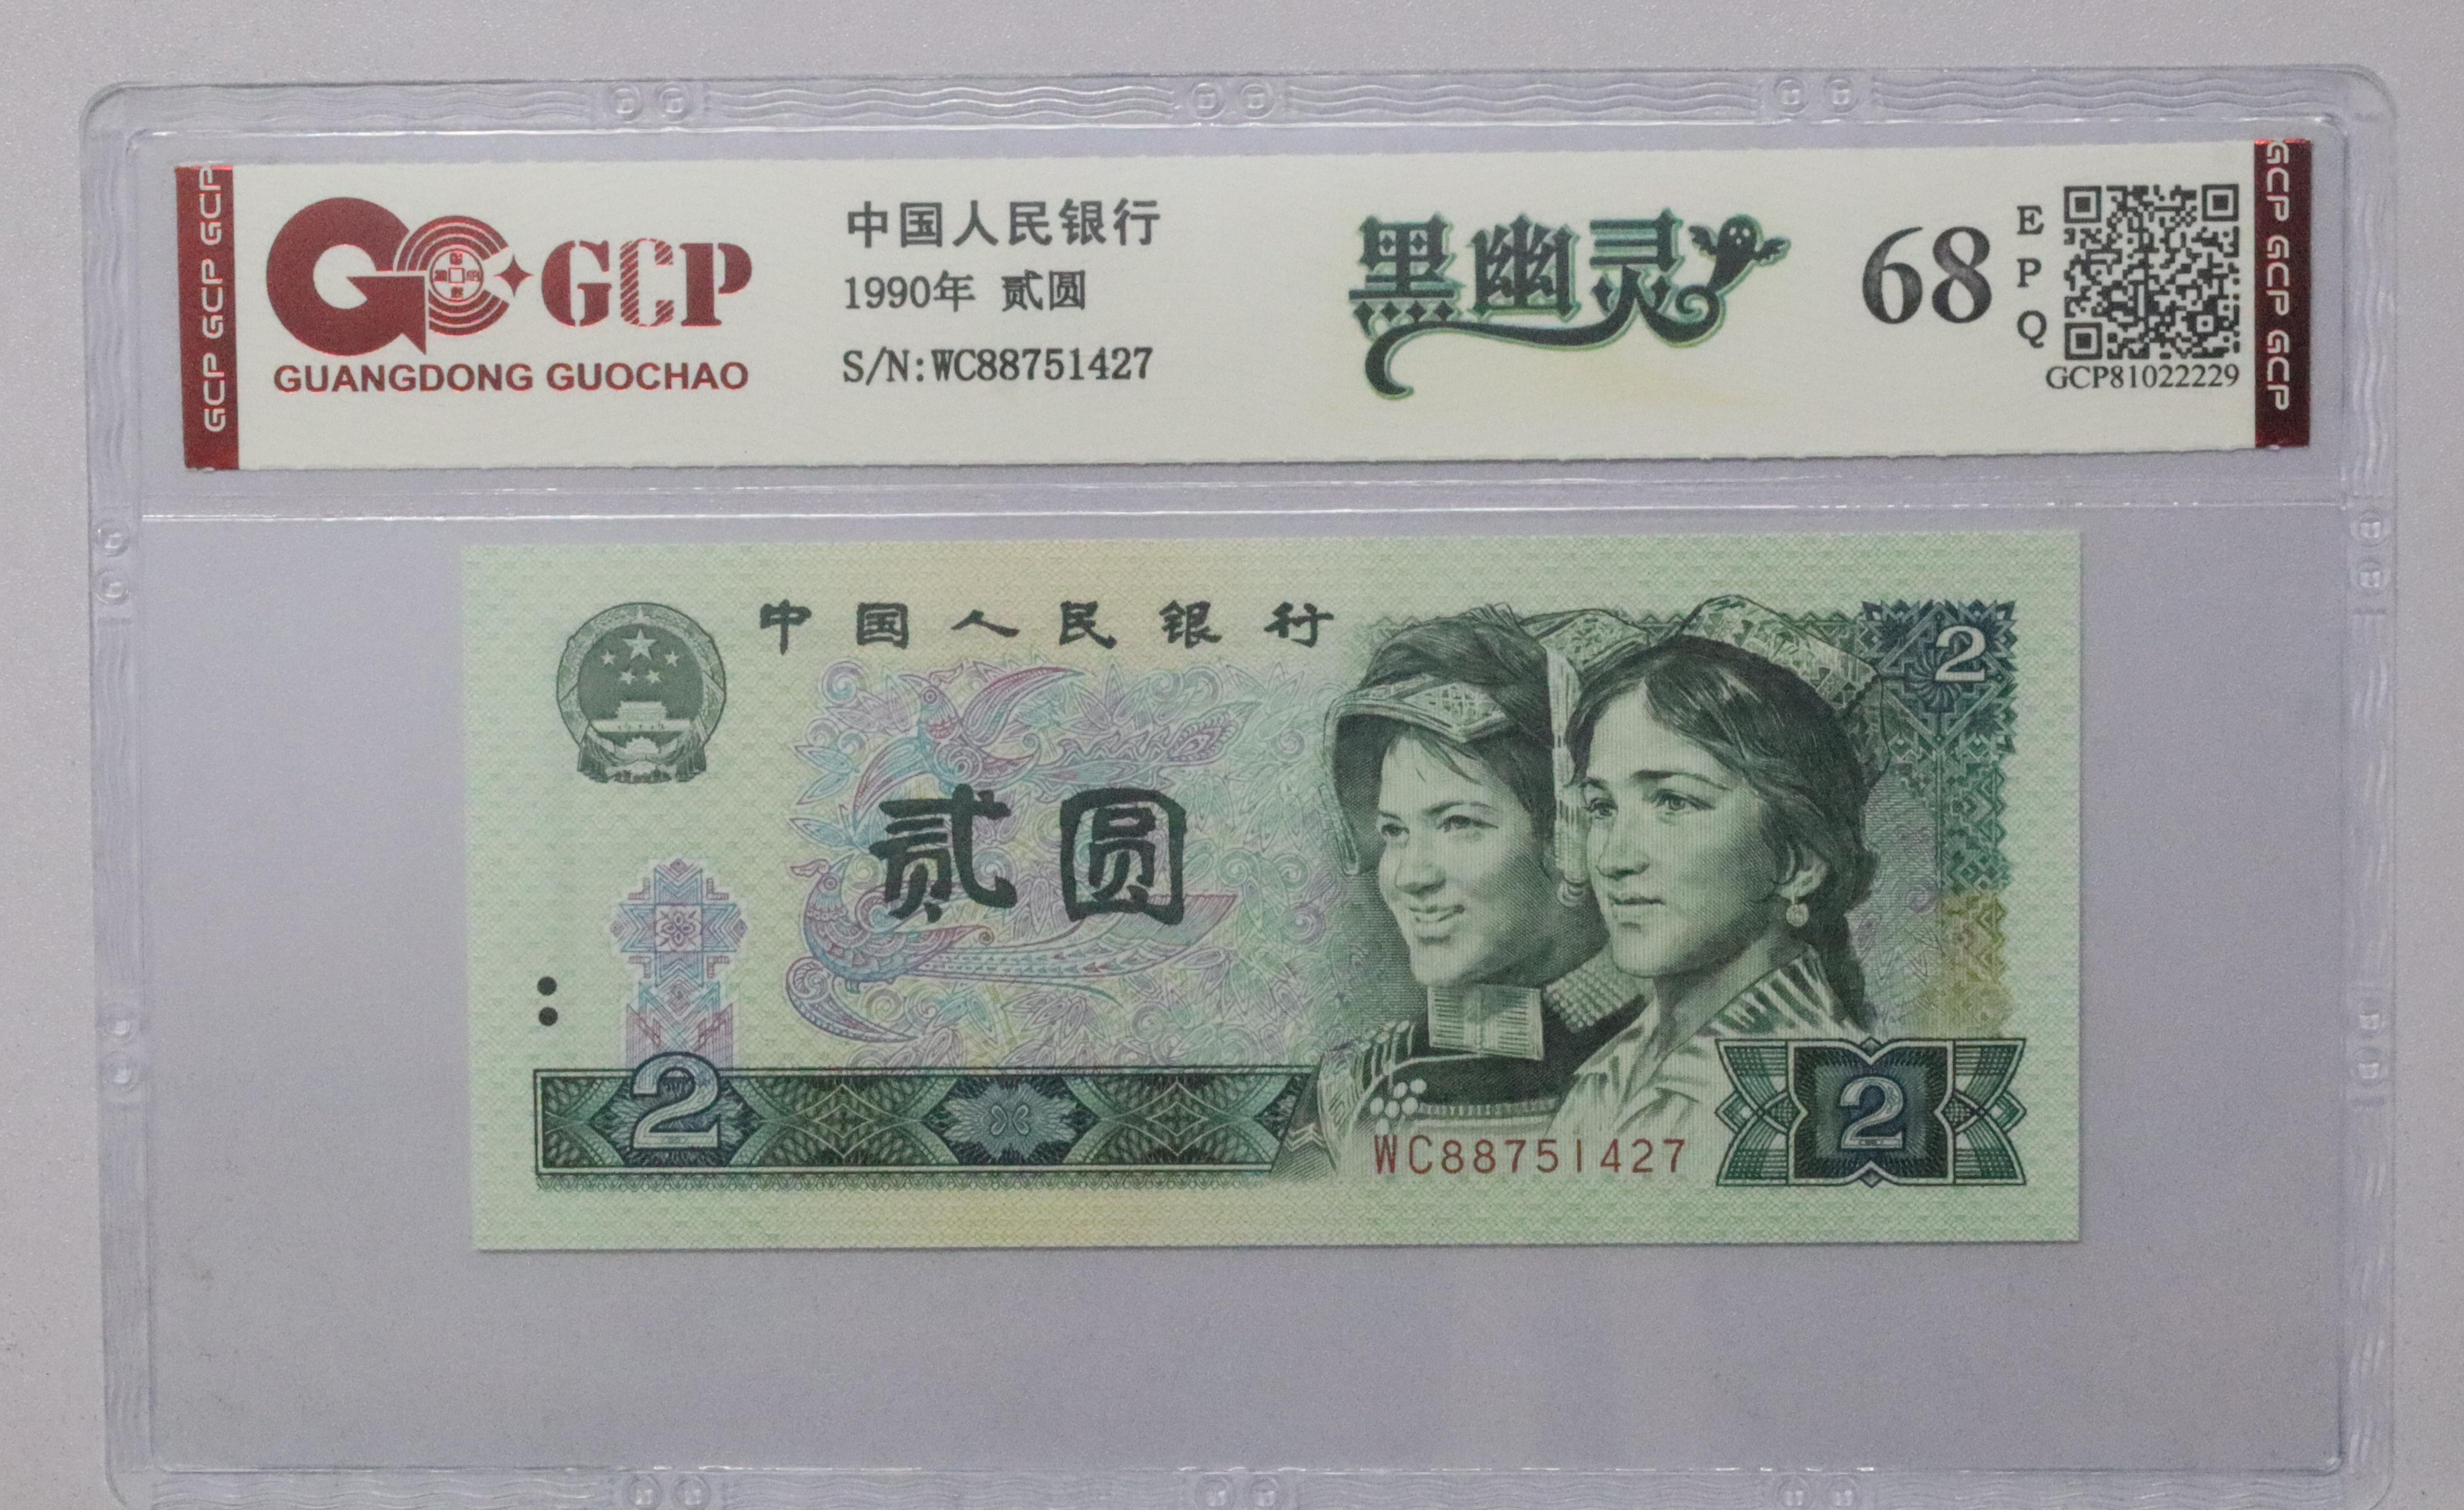 GCP GCP GCP
GCP
GUANGDONG GUOCHAO
中国人民银行
1990年 贰圆
S/N:WC88751427
黑幽灵
68
EPQ
GCP81022229
GCP GCP GCP
中国人民银行
2
贰圆
2
WC88751427
2